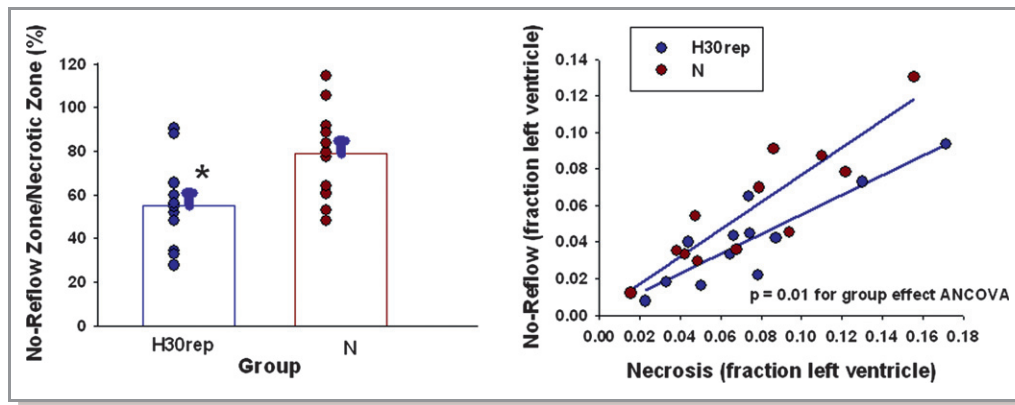 No-Reflow Zone/Necrotic Zone (%)
120
100
80
60
40
20
0
*
H30rep
N
Group
H30rep
N
No-Reflow (fraction left ventricle)
0.14
0.12
0.10
0.08
0.06
0.04
0.02
0.00
p = 0.01 for group effect ANCOVA
0.00 0.02 0.04 0.06 0.08 0.10 0.12 0.14 0.16 0.18
Necrosis (fraction left ventricle)